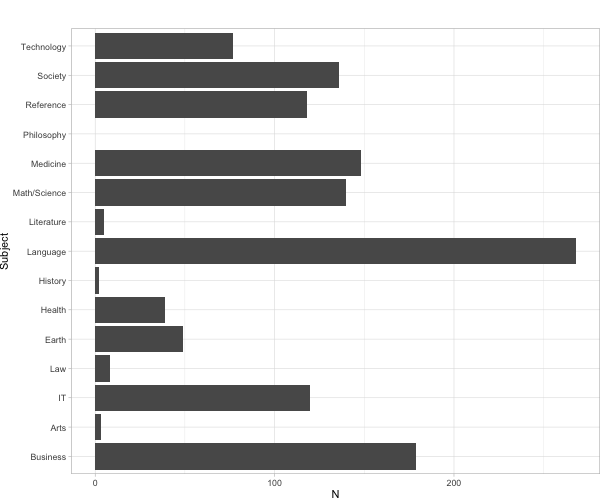 Technology
Society
Reference
Philosophy
Medicine
Math/Science
Literature
Language
History
Health
Earth
Law
IT
Arts
Business
Subject
0 100 200
N